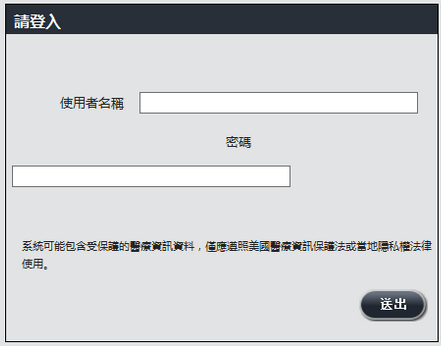 請登入
使用者名稱
密碼
系統可能包含受保護的醫療資訊資料，僅應遵照美國醫療資訊保護法或當地隱私權法律
使用。
送出